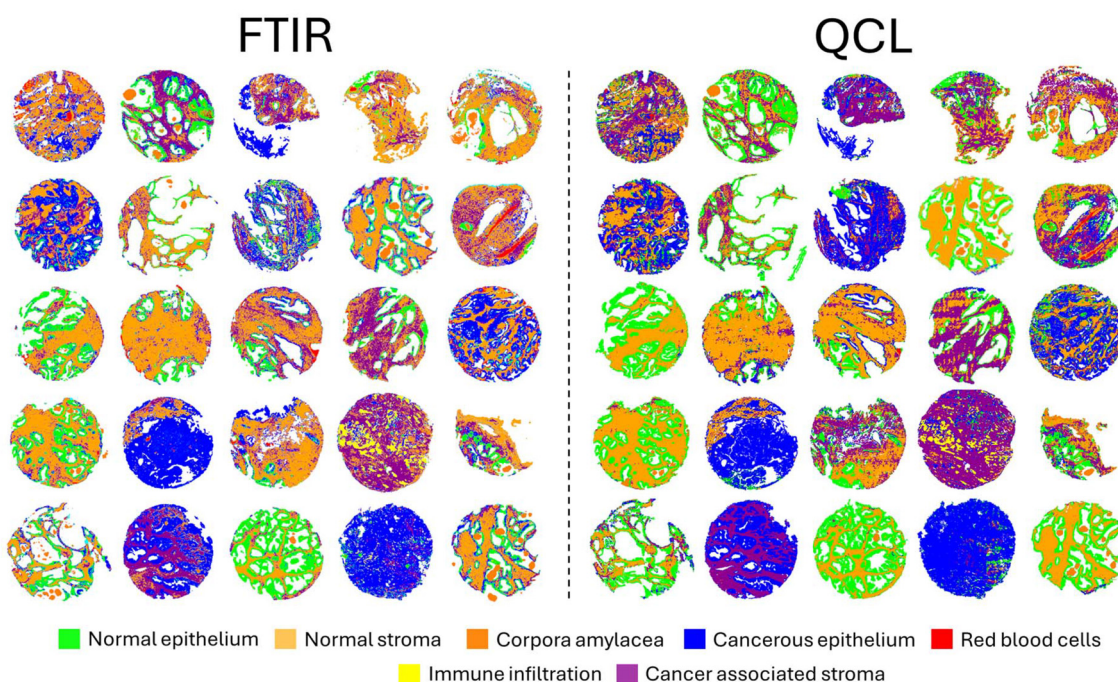 FTIR QCL
Normal epithelium Normal stroma Corpora amylacea Cancerous epithelium Red blood cells
Immune infiltration Cancer associated stroma